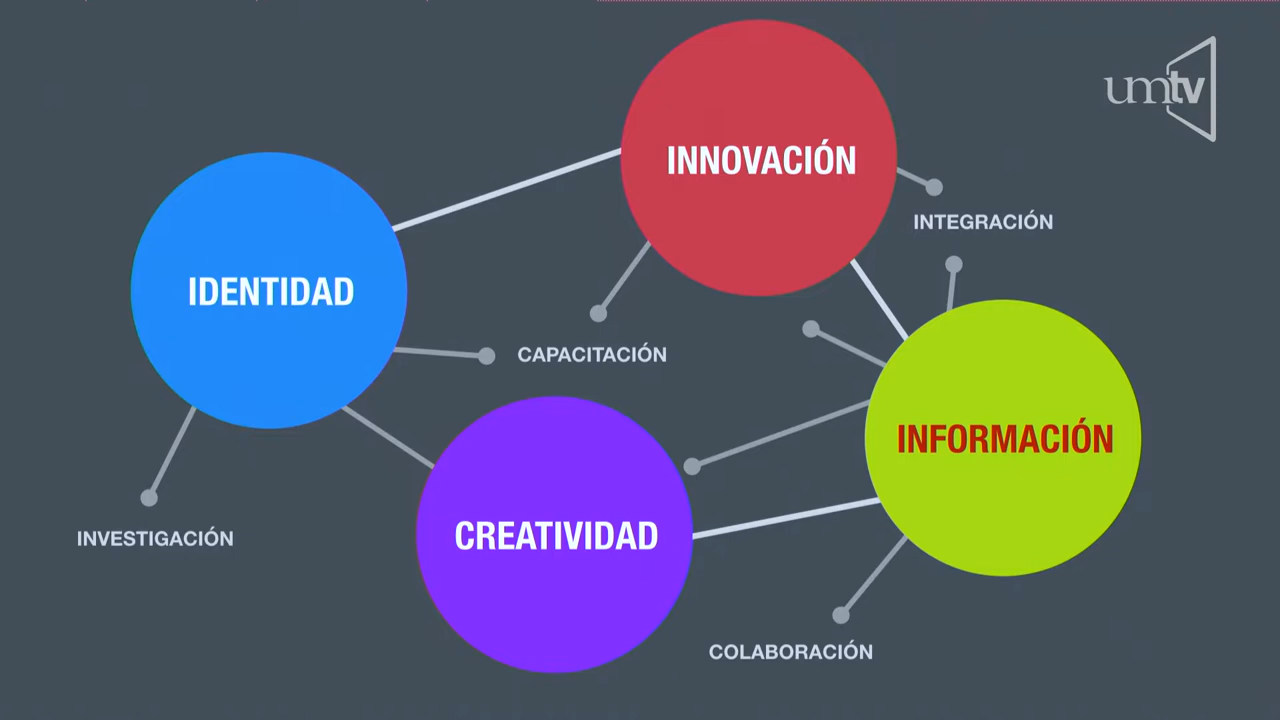 umtv
INNOVACIÓN
INTEGRACIÓN
IDENTIDAD
CAPACITACIÓN
INFORMACIÓN
CREATIVIDAD
INVESTIGACIÓN
COLABORACIÓN